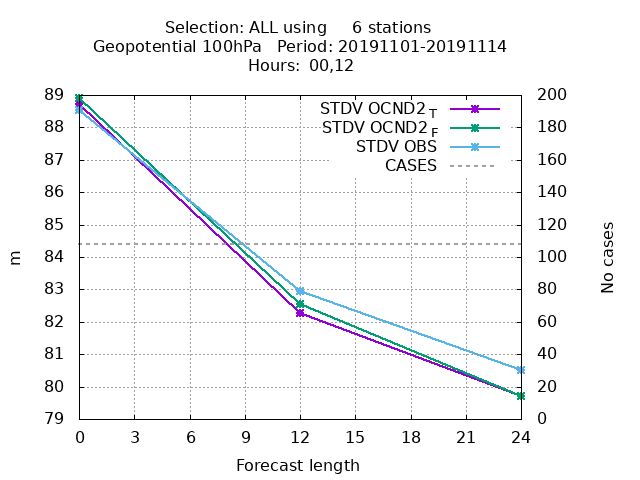 Selection: ALL using     6 stations
Geopotential 100hPa   Period: 20191101-20191114
Hours: 00,12
STDV OCND2 T
STDV OCND2 F
STDV OBS
CASES
89
88
87
86
85
84
83
82
81
80
79
200
180
160
140
120
100
80
60
40
20
0
m
No cases
0 3 6 9 12 15 18 21 24
Forecast length